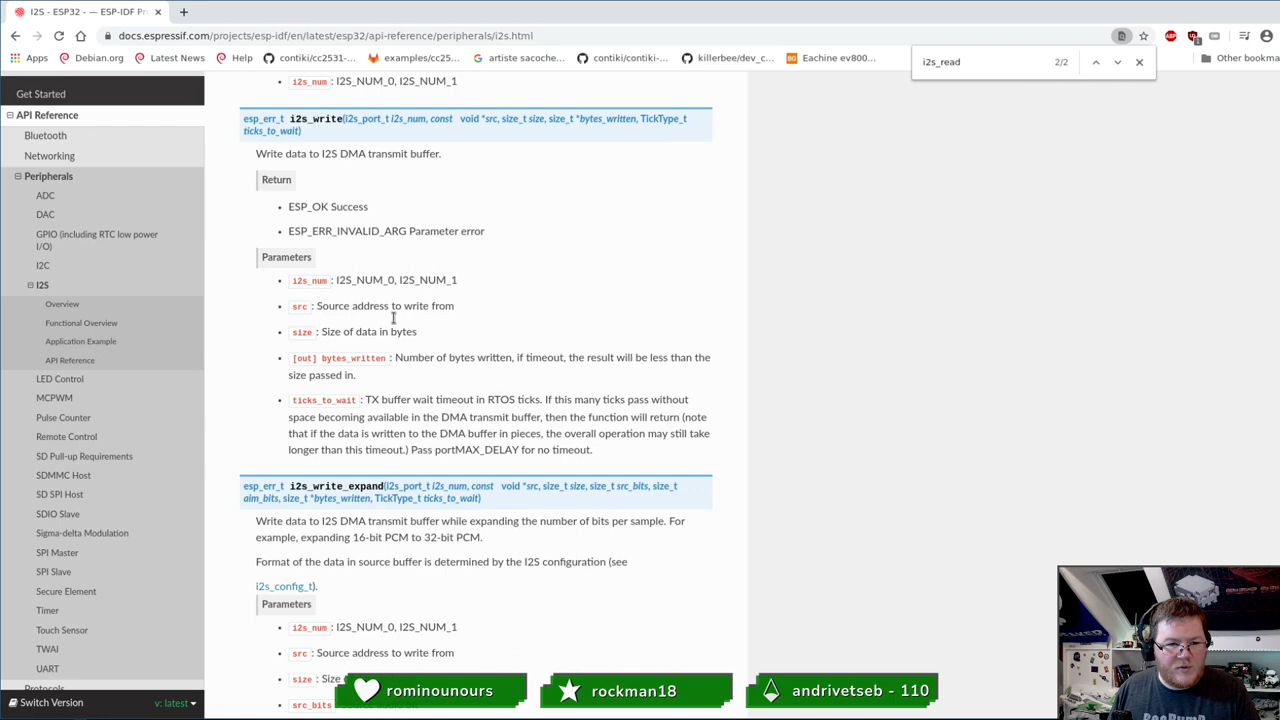 I2S - ESP32 - — ESP-IDF Pr
docs.espressif.com/projects/esp-idf/en/latest/esp32/api-reference/peripherals/i2s.html
Apps
Debian.org
Latest News
Help
contiki/cc2531-...
examples/cc25...
artiste sacoche...
contiki/contiki-...
killerbee/dev_c...
Eachine ev800...
Other bookma
i2s_read
2/2
Get Started
API Reference
Bluetooth
Networking
Peripherals
ADC
DAC
GPIO (including RTC low power
I/O)
I2C
I2S
Overview
Functional Overview
Application Example
API Reference
LED Control
MCPWM
Pulse Counter
Remote Control
SD Pull-up Requirements
SDMMC Host
SD SPI Host
SDIO Slave
Sigma-delta Modulation
SPI Master
SPI Slave
Secure Element
Timer
Touch Sensor
TWAI
UART
Protocols
Switch Version
v: latest
i2s_num : I2S_NUM_0, I2S_NUM_1
esp_err_t i2s_write(i2s_port_t i2s_num, const void *src, size_t size, size_t *bytes_written, TickType_t
ticks_to_wait)
Write data to I2S DMA transmit buffer.
Return
• ESP_OK Success
• ESP_ERR_INVALID_ARG Parameter error
Parameters
• i2s_num : I2S_NUM_0, I2S_NUM_1
• src : Source address to write from
• size : Size of data in bytes
• [out] bytes_written : Number of bytes written, if timeout, the result will be less than the
size passed in.
• ticks_to_wait : TX buffer wait timeout in RTOS ticks. If this many ticks pass without
space becoming available in the DMA transmit buffer, then the function will return (note
that if the data is written to the DMA buffer in pieces, the overall operation may still take
longer than this timeout.) Pass portMAX_DELAY for no timeout.
esp_err_t i2s_write_expand(i2s_port_t i2s_num, const void *src, size_t size, size_t src_bits, size_t
aim_bits, size_t *bytes_written, TickType_t ticks_to_wait)
Write data to I2S DMA transmit buffer while expanding the number of bits per sample. For
example, expanding 16-bit PCM to 32-bit PCM.
Format of the data in source buffer is determined by the I2S configuration (see
i2s_config_t).
Parameters
• i2s_num : I2S_NUM_0, I2S_NUM_1
• src : Source address to write from
• size : Size
• src_bits
rominounours
rockman18
andrivetseb - 110